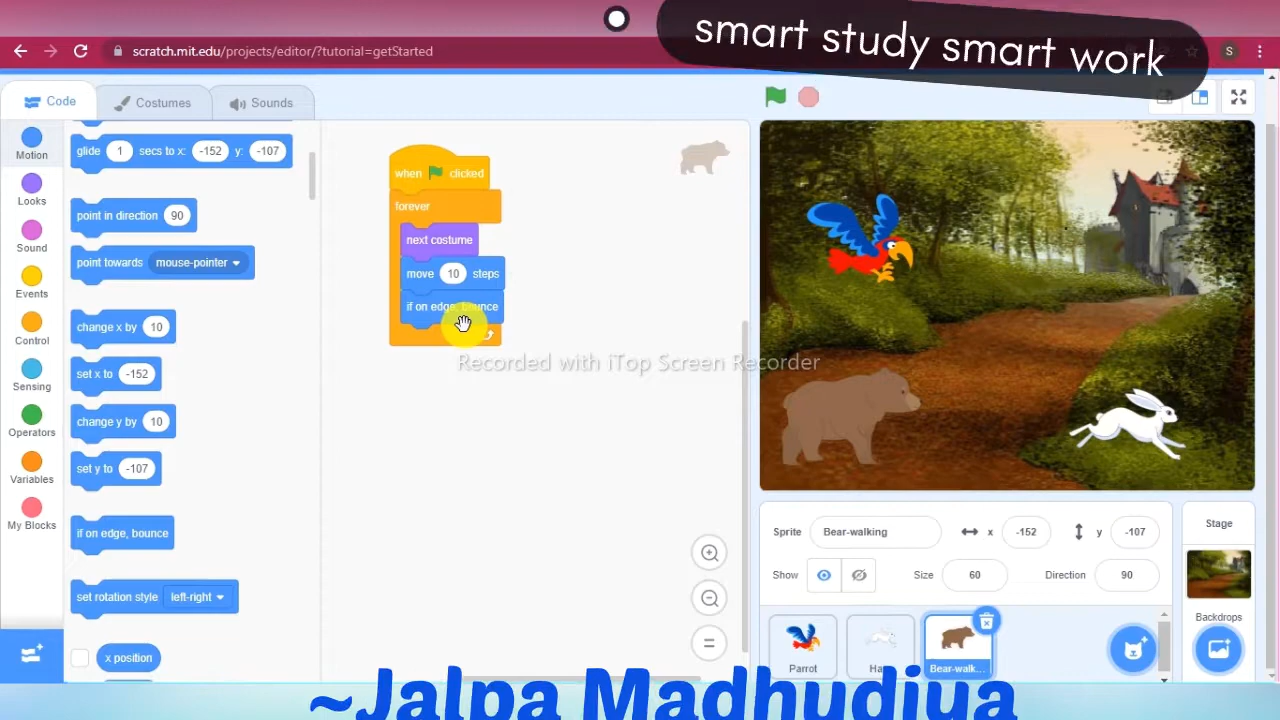 smart study smart work
scratch.mit.edu/projects/editor/?tutorial=getStarted
S
Code
Costumes
Sounds
Motion
Looks
Sound
Events
Control
Sensing
Operators
Variables
My Blocks
glide 1 secs to x: -152 y: -107
point in direction 90
point towards mouse-pointer
change x by 10
set x to -152
change y by 10
set y to -107
if on edge, bounce
set rotation style left-right
x position
when clicked
forever
next costume
move 10 steps
if on edge, bounce
Recorded with iTop Screen Recorder
Sprite Bear-walking x -152 y -107
Show Size 60 Direction 90
Parrot
Ha
Bear-walk...
Stage
Backdrops
~Jalpa Madhudiya